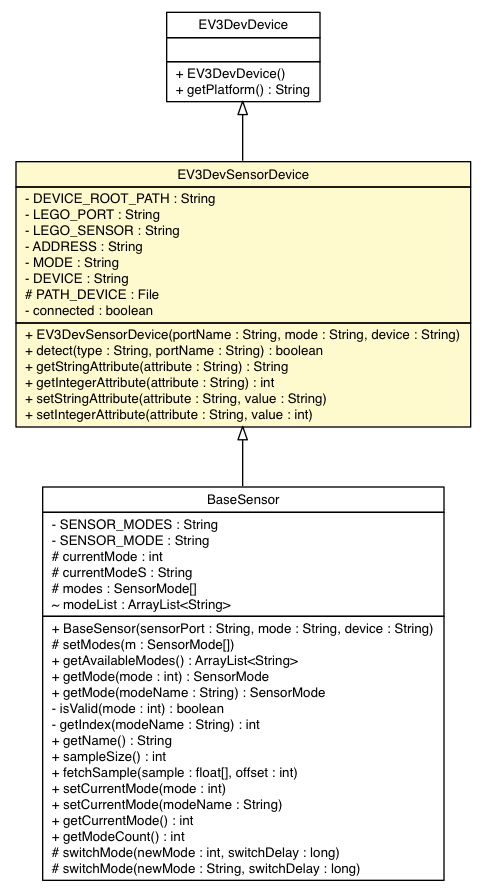 EV3DevDevice
+ EV3DevDevice()
+ getPlatform() : String
EV3DevSensorDevice
- DEVICE_ROOT_PATH : String
- LEGO_PORT : String
- LEGO_SENSOR : String
- ADDRESS : String
- MODE : String
- DEVICE : String
# PATH_DEVICE : File
- connected : boolean
+ EV3DevSensorDevice(portName : String, mode : String, device : String)
+ detect(type : String, portName : String) : boolean
+ getStringAttribute(attribute : String) : String
+ getIntegerAttribute(attribute : String) : int
+ setStringAttribute(attribute : String, value : String)
+ setIntegerAttribute(attribute : String, value : int)
BaseSensor
- SENSOR_MODES : String
- SENSOR_MODE : String
# currentMode : int
# currentModeS : String
# modes : SensorMode[]
~ modeList : ArrayList<String>
+ BaseSensor(sensorPort : String, mode : String, device : String)
# setModes(m : SensorMode[])
+ getAvailableModes() : ArrayList<String>
+ getMode(mode : int) : SensorMode
+ getMode(modeName : String) : SensorMode
- isValid(mode : int) : boolean
- getIndex(modeName : String) : int
+ getName() : String
+ sampleSize() : int
+ fetchSample(sample : float[], offset : int)
+ setCurrentMode(mode : int)
+ setCurrentMode(modeName : String)
+ getCurrentMode() : int
+ getModeCount() : int
# switchMode(newMode : int, switchDelay : long)
# switchMode(newMode : String, switchDelay : long)